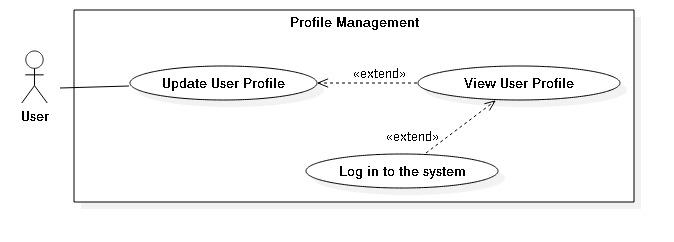 Profile Management
Update User Profile
«extend»
View User Profile
User
«extend»
Log in to the system